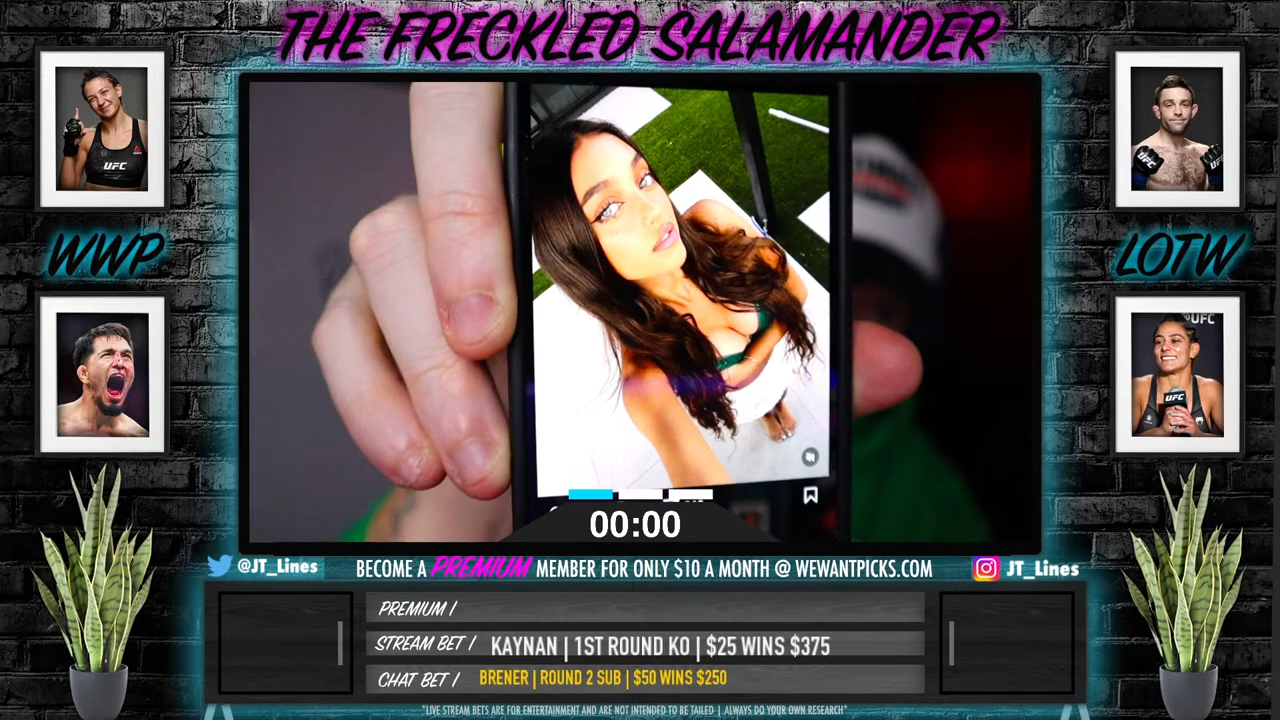 THE FRECKLED SALAMANDER
UFC
WWP
UFC
LOTW
UFC
UFC
00:00
@JT_Lines
BECOME A PREMIUM MEMBER FOR ONLY $10 A MONTH @ WEWANTPICKS.COM
JT_Lines
PREMIUM /
STREAM BET / KAYNAN | 1ST ROUND KO | $25 WINS $375
CHAT BET / BRENER | ROUND 2 SUB | $50 WINS $250
"LIVE STREAM BETS ARE FOR ENTERTAINMENT AND ARE NOT INTENDED TO BE TAILED | ALWAYS DO YOUR OWN RESEARCH"